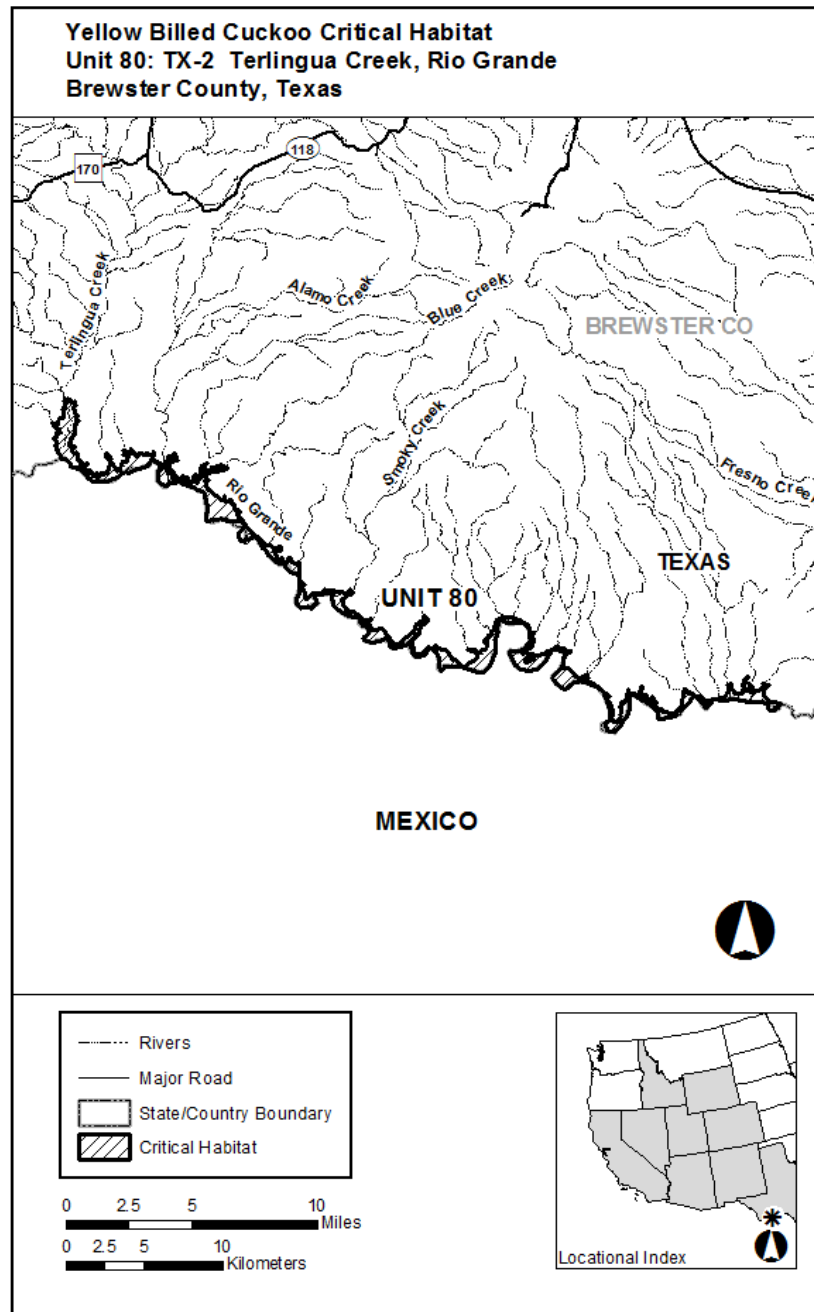 Yellow Billed Cuckoo Critical Habitat
Unit 80: TX-2 Terlingua Creek, Rio Grande
Brewster County, Texas
118
170
Terlingua Creek
Alamo Creek
Blue Creek
BREWSTER CO
Smoky Creek
Fresno Creek
Rio Grande
TEXAS
UNIT 80
MEXICO
Rivers
Major Road
State/Country Boundary
Critical Habitat
0 2.5 5 10
Miles
0 2.5 5 10
Kilometers
Locational Index